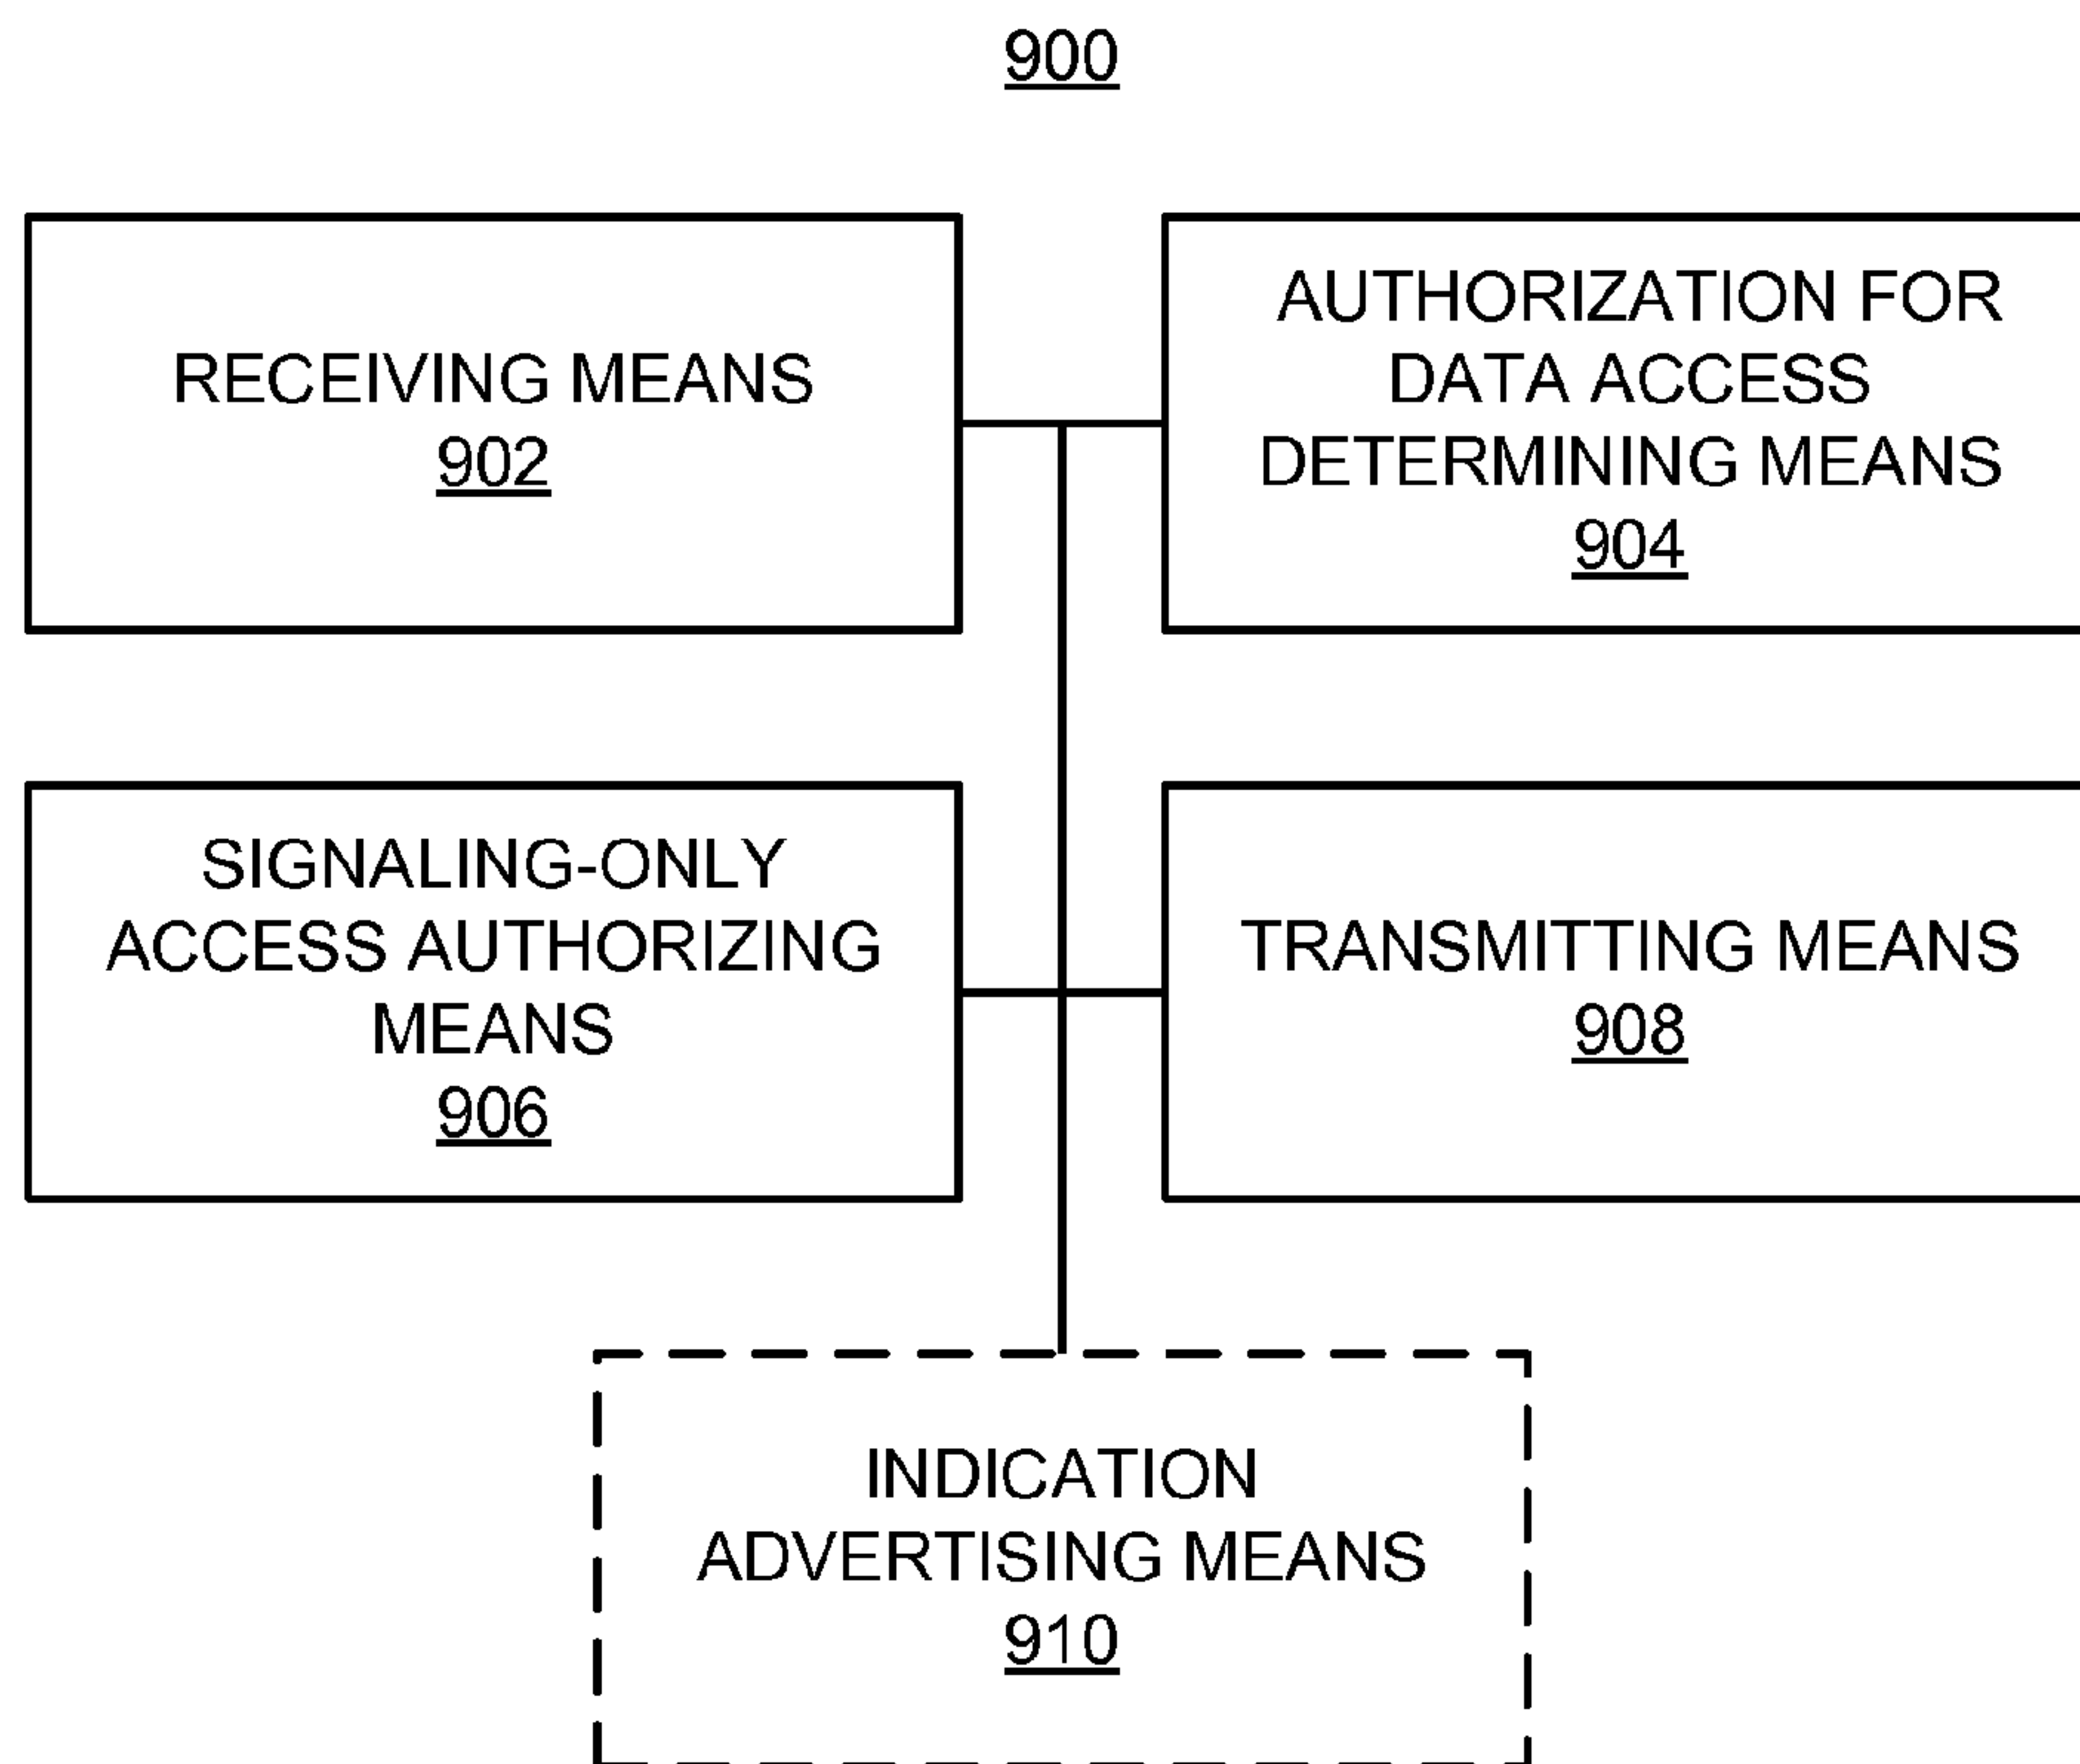 900
RECEIVING MEANS
902
AUTHORIZATION FOR
DATA ACCESS
DETERMINING MEANS
904
SIGNALING-ONLY
ACCESS AUTHORIZING
MEANS
906
TRANSMITTING MEANS
908
INDICATION
ADVERTISING MEANS
910